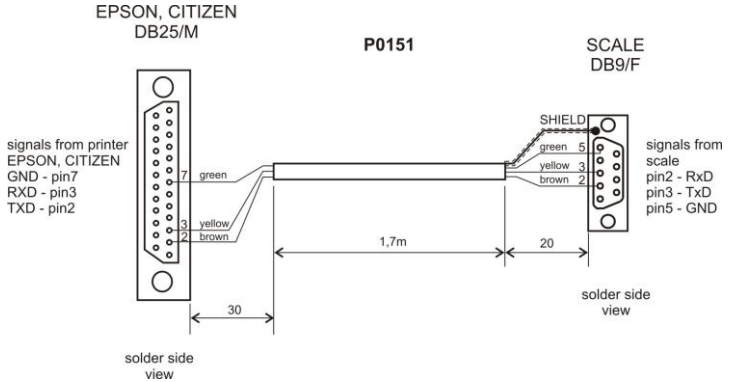 EPSON, CITIZEN
DB25/M
P0151
SCALE
DB9/F
signals from printer
EPSON, CITIZEN
GND - pin7
RXD - pin3
TXD - pin2
7 green
3 yellow
2 brown
SHIELD
green 5
yellow 3
brown 2
signals from
scale
pin2 - RxD
pin3 - TxD
pin5 - GND
1,7m
20
30
solder side
view
solder side
view